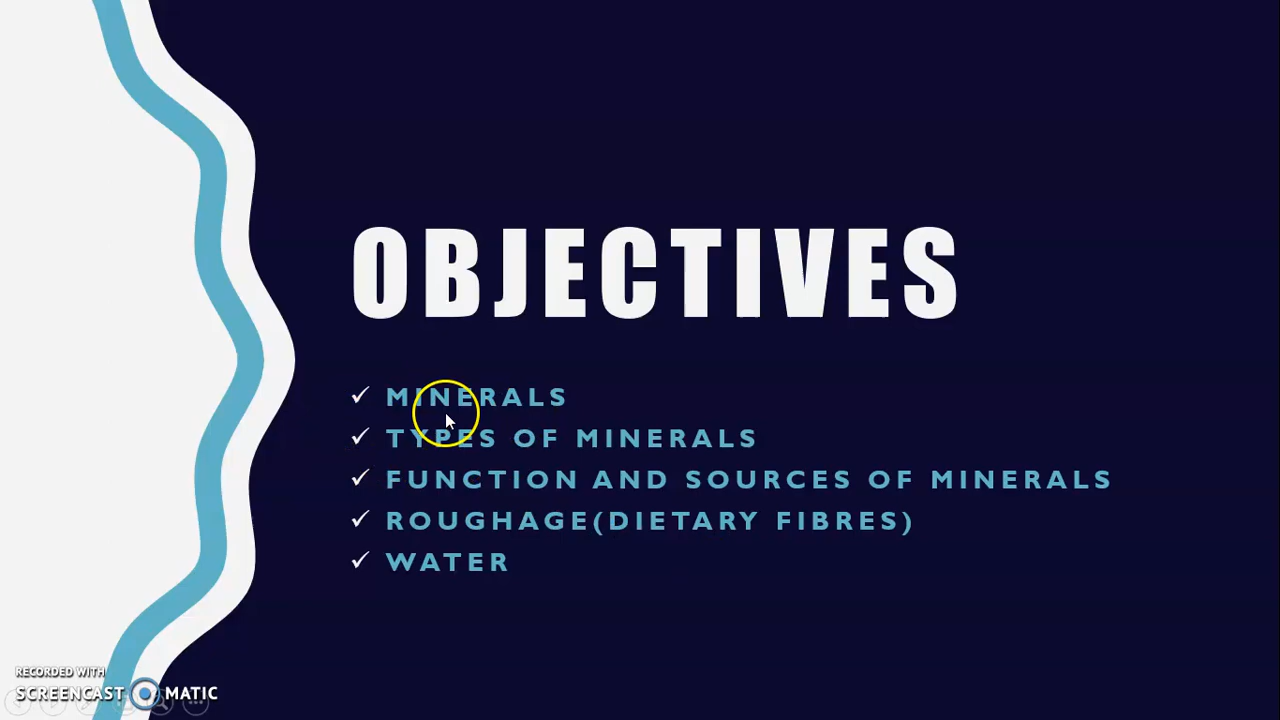 OBJECTIVES
MINERALS
TYPES OF MINERALS
FUNCTION AND SOURCES OF MINERALS
ROUGHAGE(DIETARY FIBRES)
WATER
RECORDED WITH
SCREENCAST MATIC